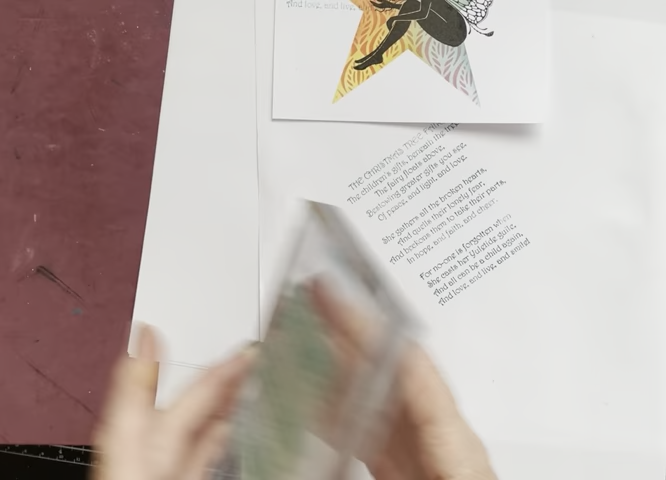 And love, and live,
THE CHRISTMAS TREE FAIRY
The children's gifts, beneath the tree
The fairy floats above,
Bestowing greater gifts you see,
Of peace, and light, and love.
She gathers all the broken hearts,
And quells their lonely fear,
And beckons them to take their parts,
In hope, and faith, and cheer.
For no-one is forgotten when
She casts her Yuletide guile,
And all can be a child again,
And love, and live, and smile!